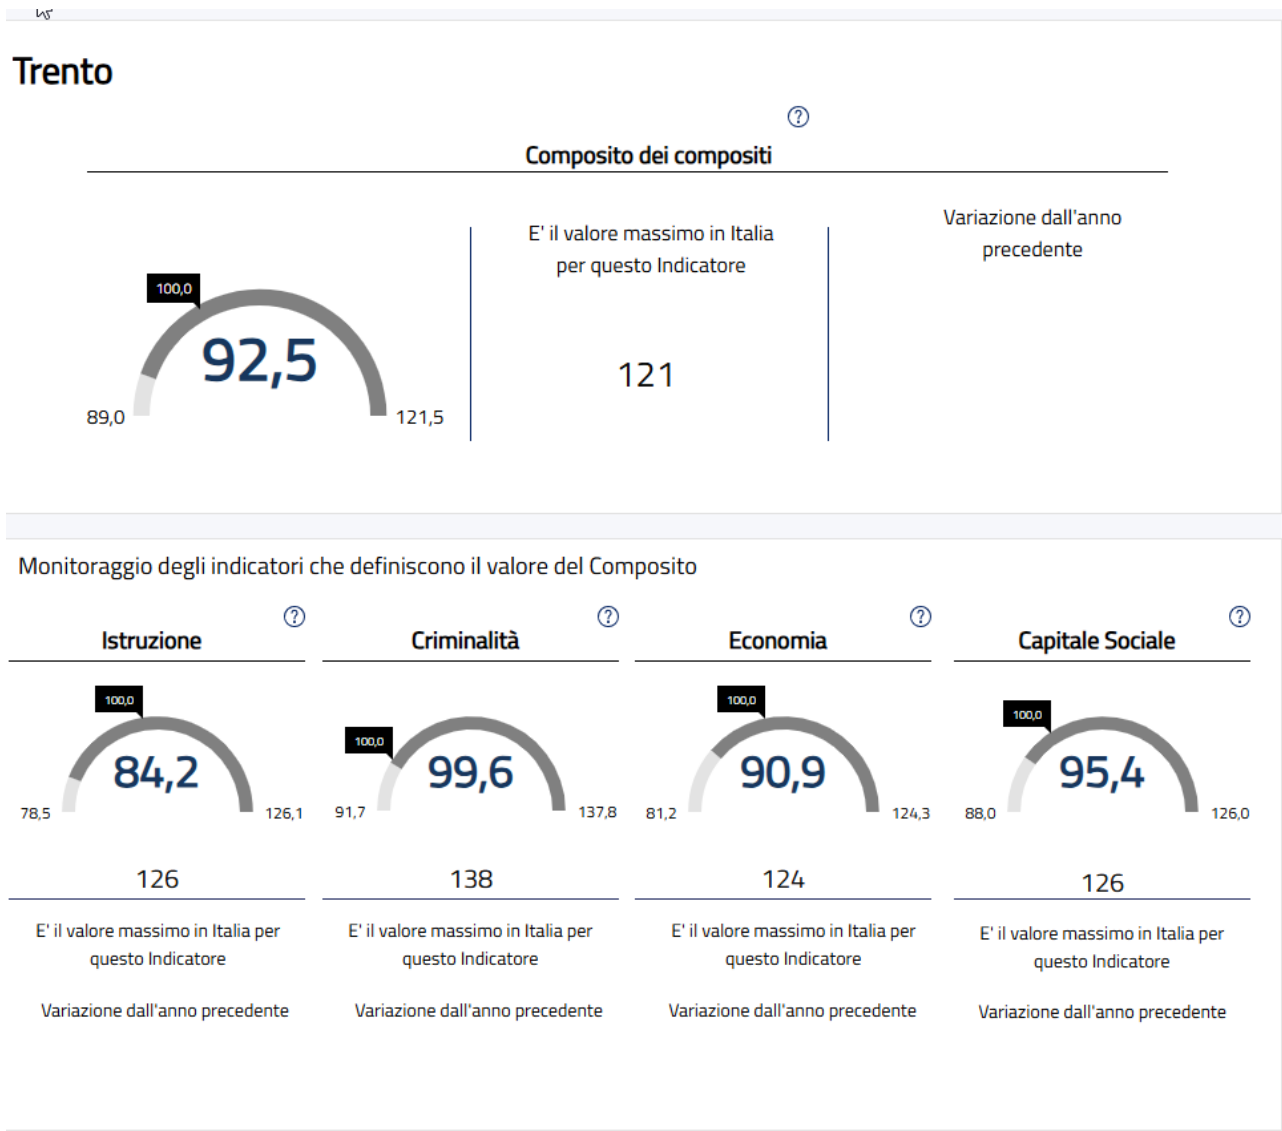 Trento
?
Composito dei compositi
100,0
92,5
89,0
121,5
E' il valore massimo in Italia
per questo Indicatore
121
Variazione dall'anno
precedente
Monitoraggio degli indicatori che definiscono il valore del Composito
?
Istruzione
100,0
84,2
78,5
126,1
126
E' il valore massimo in Italia per
questo Indicatore
Variazione dall'anno precedente
?
Criminalità
100,0
99,6
91,7
137,8
138
E' il valore massimo in Italia per
questo Indicatore
Variazione dall'anno precedente
?
Economia
100,0
90,9
81,2
124,3
124
E' il valore massimo in Italia per
questo Indicatore
Variazione dall'anno precedente
?
Capitale Sociale
100,0
95,4
88,0
126,0
126
E' il valore massimo in Italia per
questo Indicatore
Variazione dall'anno precedente